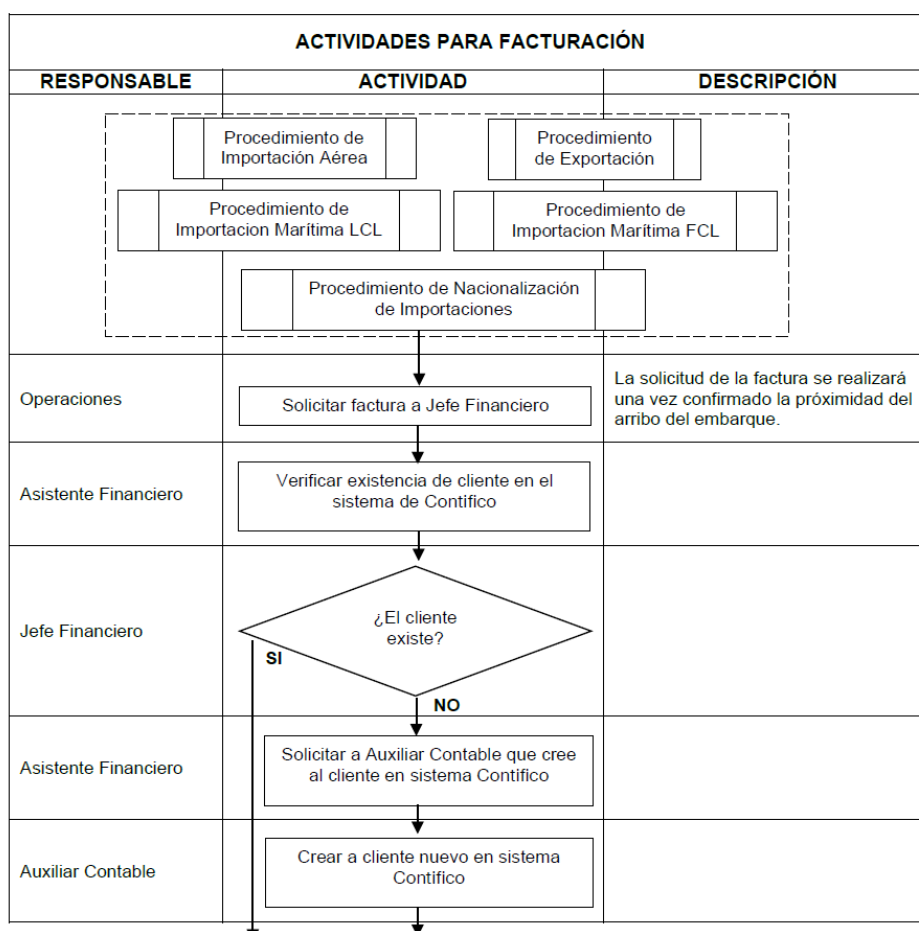 ACTIVIDADES PARA FACTURACIÓN
RESPONSABLE
ACTIVIDAD
DESCRIPCIÓN
Procedimiento de
Importación Aérea
Procedimiento
de Exportación
Procedimiento de
Importacion Marítima LCL
Procedimiento de
Importacion Marítima FCL
Procedimiento de Nacionalización
de Importaciones
Operaciones
Solicitar factura a Jefe Financiero
La solicitud de la factura se realizará
una vez confirmado la próximidad del
arribo del embarque.
Asistente Financiero
Verificar existencia de cliente en el
sistema de Contifico
Jefe Financiero
¿El cliente
existe?
SI
NO
Asistente Financiero
Solicitar a Auxiliar Contable que cree
al cliente en sistema Contifico
Auxiliar Contable
Crear a cliente nuevo en sistema
Contifico